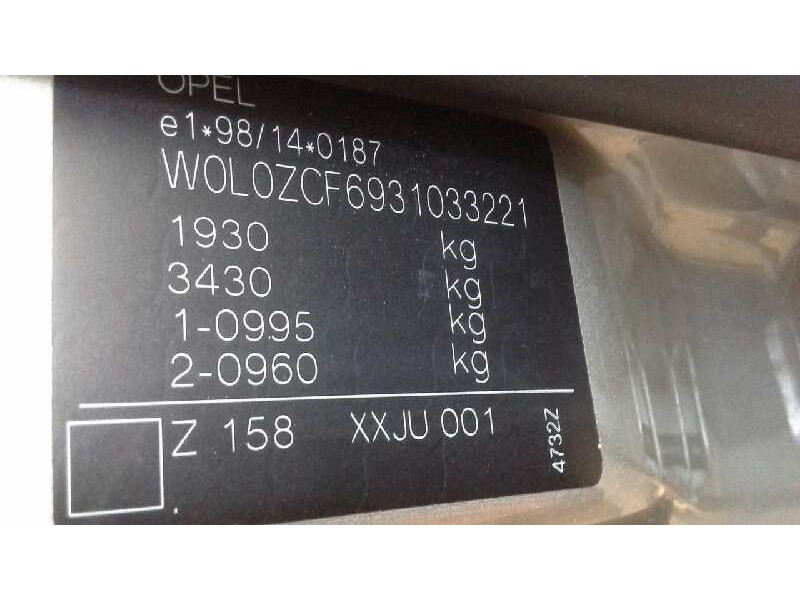 OPEL
e1*98/14*0187
W0L0ZCF6931033221
1930 kg
3430 kg
1-0995 kg
2-0960 kg
Z 158 XXJU 001
4732Z